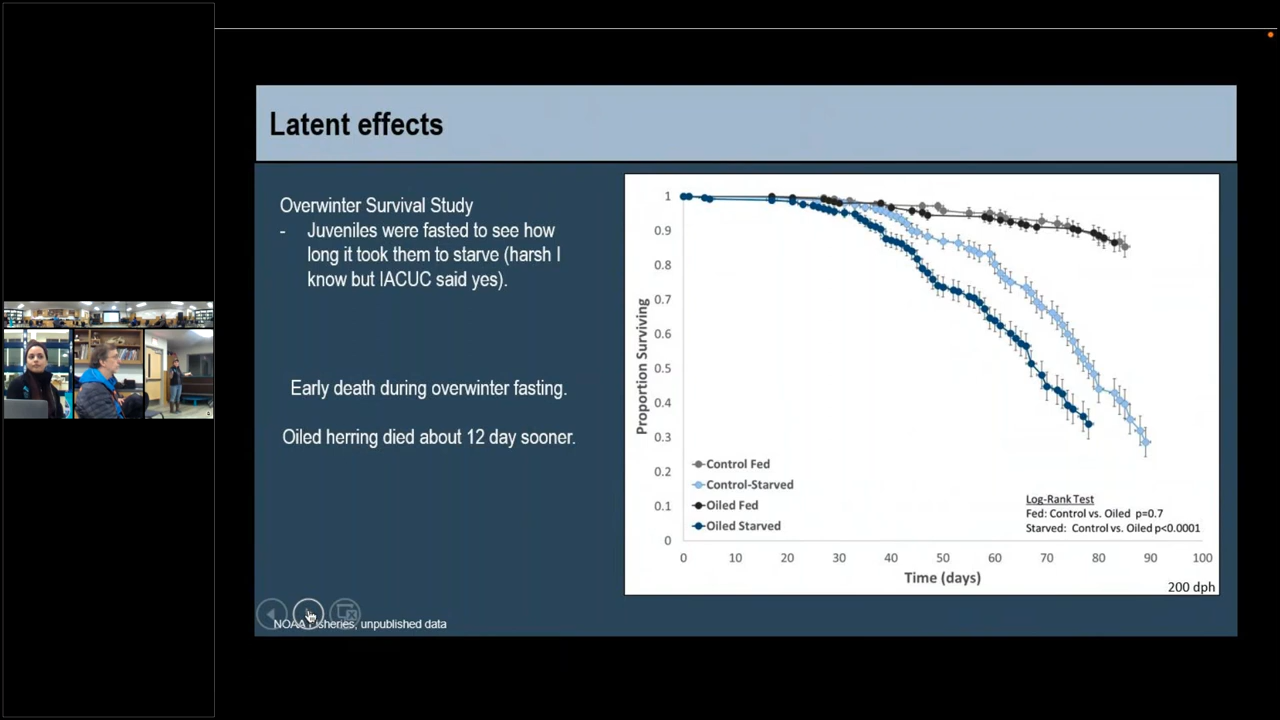 Latent effects
Overwinter Survival Study
- Juveniles were fasted to see how
long it took them to starve (harsh I
know but IACUC said yes).
Early death during overwinter fasting.
Oiled herring died about 12 day sooner.
NOAA Fisheries, unpublished data
Proportion Surviving
1
0.9
0.8
0.7
0.6
0.5
0.4
0.3
0.2
0.1
0
Control Fed
Control-Starved
Oiled Fed
Oiled Starved
Log-Rank Test
Fed: Control vs. Oiled p=0.7
Starved: Control vs. Oiled p<0.0001
0 10 20 30 40 50 60 70 80 90 100
Time (days)
200 dph